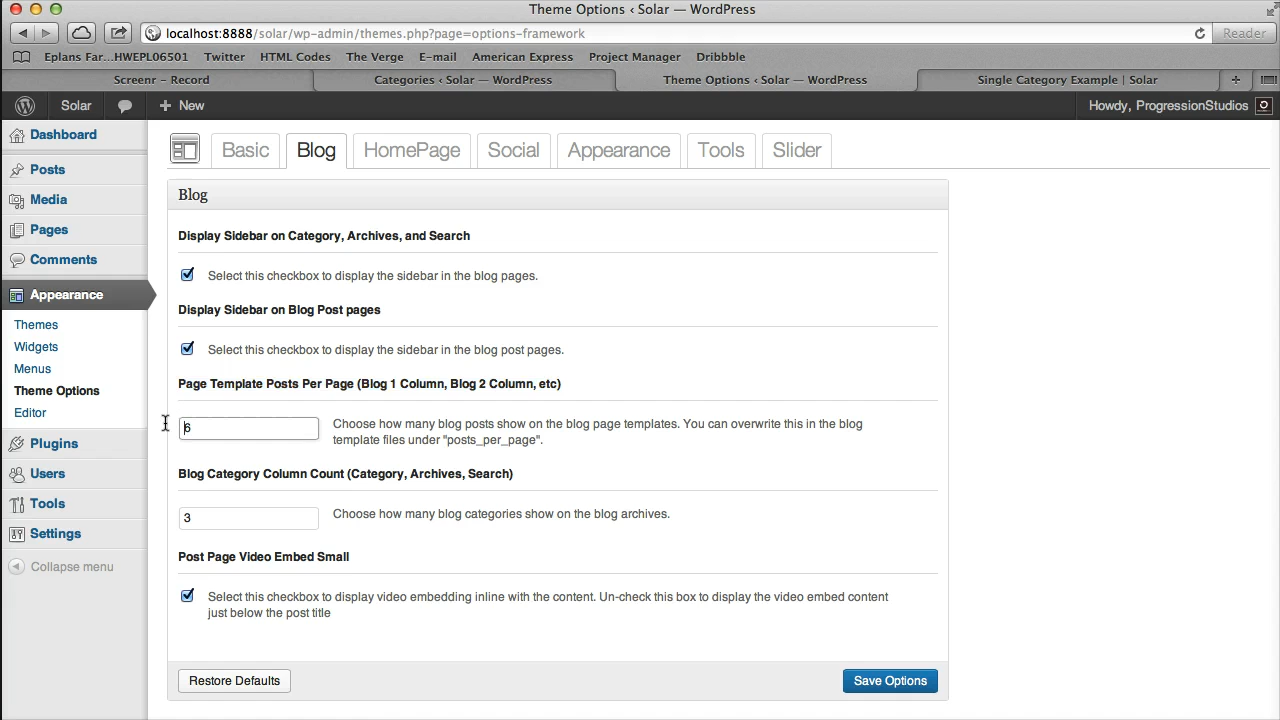 Theme Options ‹ Solar — WordPress
localhost:8888/solar/wp-admin/themes.php?page=options-framework
Reader
Eplans Far...HWEPL06501 Twitter HTML Codes The Verge E-mail American Express Project Manager Dribbble
Screenr – Record Categories ‹ Solar — WordPress Theme Options ‹ Solar — WordPress Single Category Example | Solar
Solar + New Howdy, ProgressionStudios
Dashboard
Posts
Media
Pages
Comments
Appearance
Themes
Widgets
Menus
Theme Options
Editor
Plugins
Users
Tools
Settings
Collapse menu
Basic Blog HomePage Social Appearance Tools Slider
Blog
Display Sidebar on Category, Archives, and Search
Select this checkbox to display the sidebar in the blog pages.
Display Sidebar on Blog Post pages
Select this checkbox to display the sidebar in the blog post pages.
Page Template Posts Per Page (Blog 1 Column, Blog 2 Column, etc)
6
Choose how many blog posts show on the blog page templates. You can overwrite this in the blog
template files under "posts_per_page".
Blog Category Column Count (Category, Archives, Search)
3
Choose how many blog categories show on the blog archives.
Post Page Video Embed Small
Select this checkbox to display video embedding inline with the content. Un-check this box to display the video embed content
just below the post title
Restore Defaults Save Options